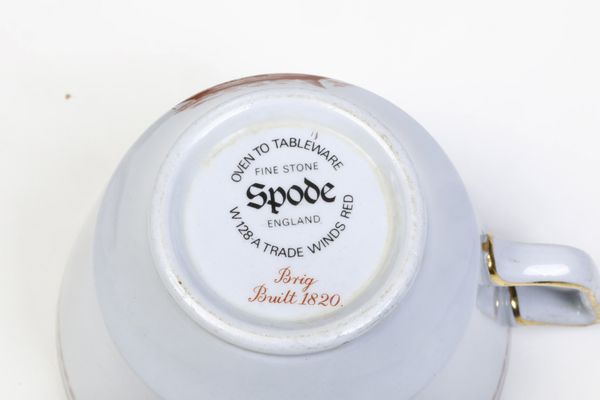 OVEN TO TABLEWARE
FINE STONE
Spode
ENGLAND
W128·A TRADE WINDS RED
Brig
Built 1820.